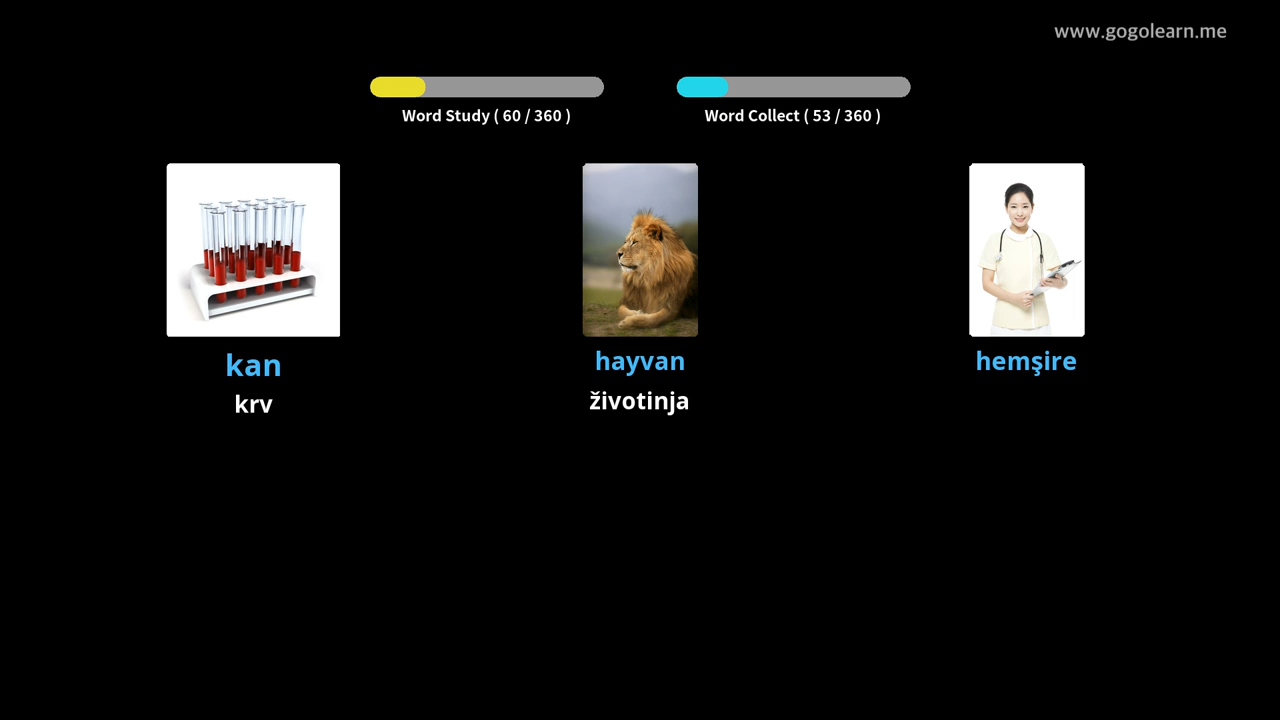 www.gogolearn.me
Word Study ( 60 / 360 )
Word Collect ( 53 / 360 )
kan
krv
hayvan
životinja
hemşire